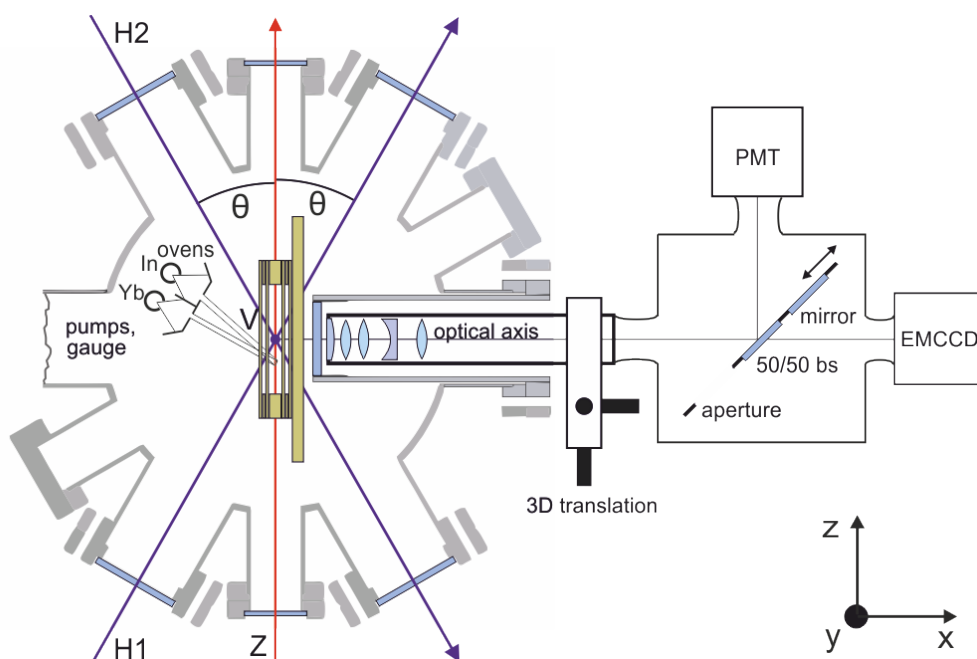 H2
θ
θ
PMT
ovens
In
Yb
V
pumps,
gauge
optical axis
mirror
50/50 bs
EMCCD
aperture
3D translation
H1
Z
z
y
x